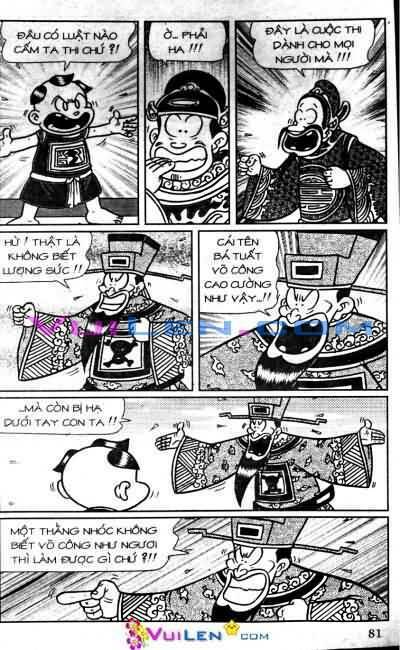 ĐÂU CÓ LUẬT NÀO
CẤM TA THI CHỨ ?!
Ờ... PHẢI
HA !!!
ĐÂY LÀ CUỘC THI
DÀNH CHO MỌI
NGƯỜI MÀ !!!
HỪ ! THẬT LÀ
KHÔNG BIẾT
LƯỢNG SỨC !!
CÁI TÊN
BÁ TUẤT
VÕ CÔNG
CAO CƯỜNG
NHƯ VẬY...!!
VUILEN.COM
...MÀ CÒN BỊ HẠ
DƯỚI TAY CON TA !!
MỘT THẰNG NHÓC KHÔNG
BIẾT VÕ CÔNG NHƯ NGƯƠI
THÌ LÀM ĐƯỢC GÌ CHỨ ?!!
81
VUILEN.COM